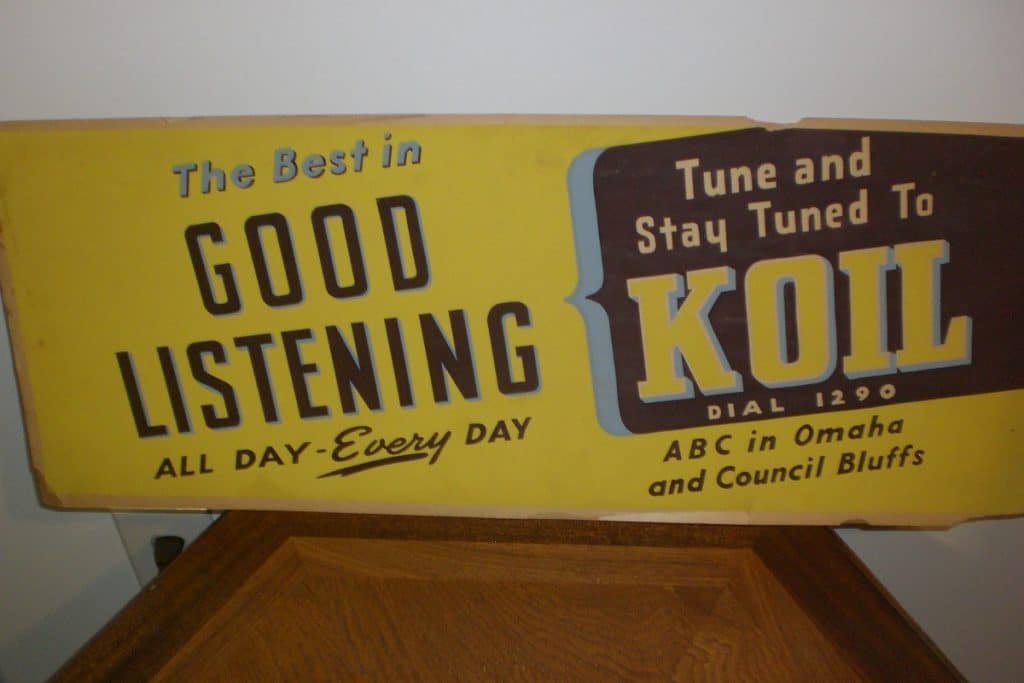 The Best in
GOOD
LISTENING
ALL DAY - Every DAY
Tune and
Stay Tuned To
KOIL
DIAL 1290
ABC in Omaha
and Council Bluffs